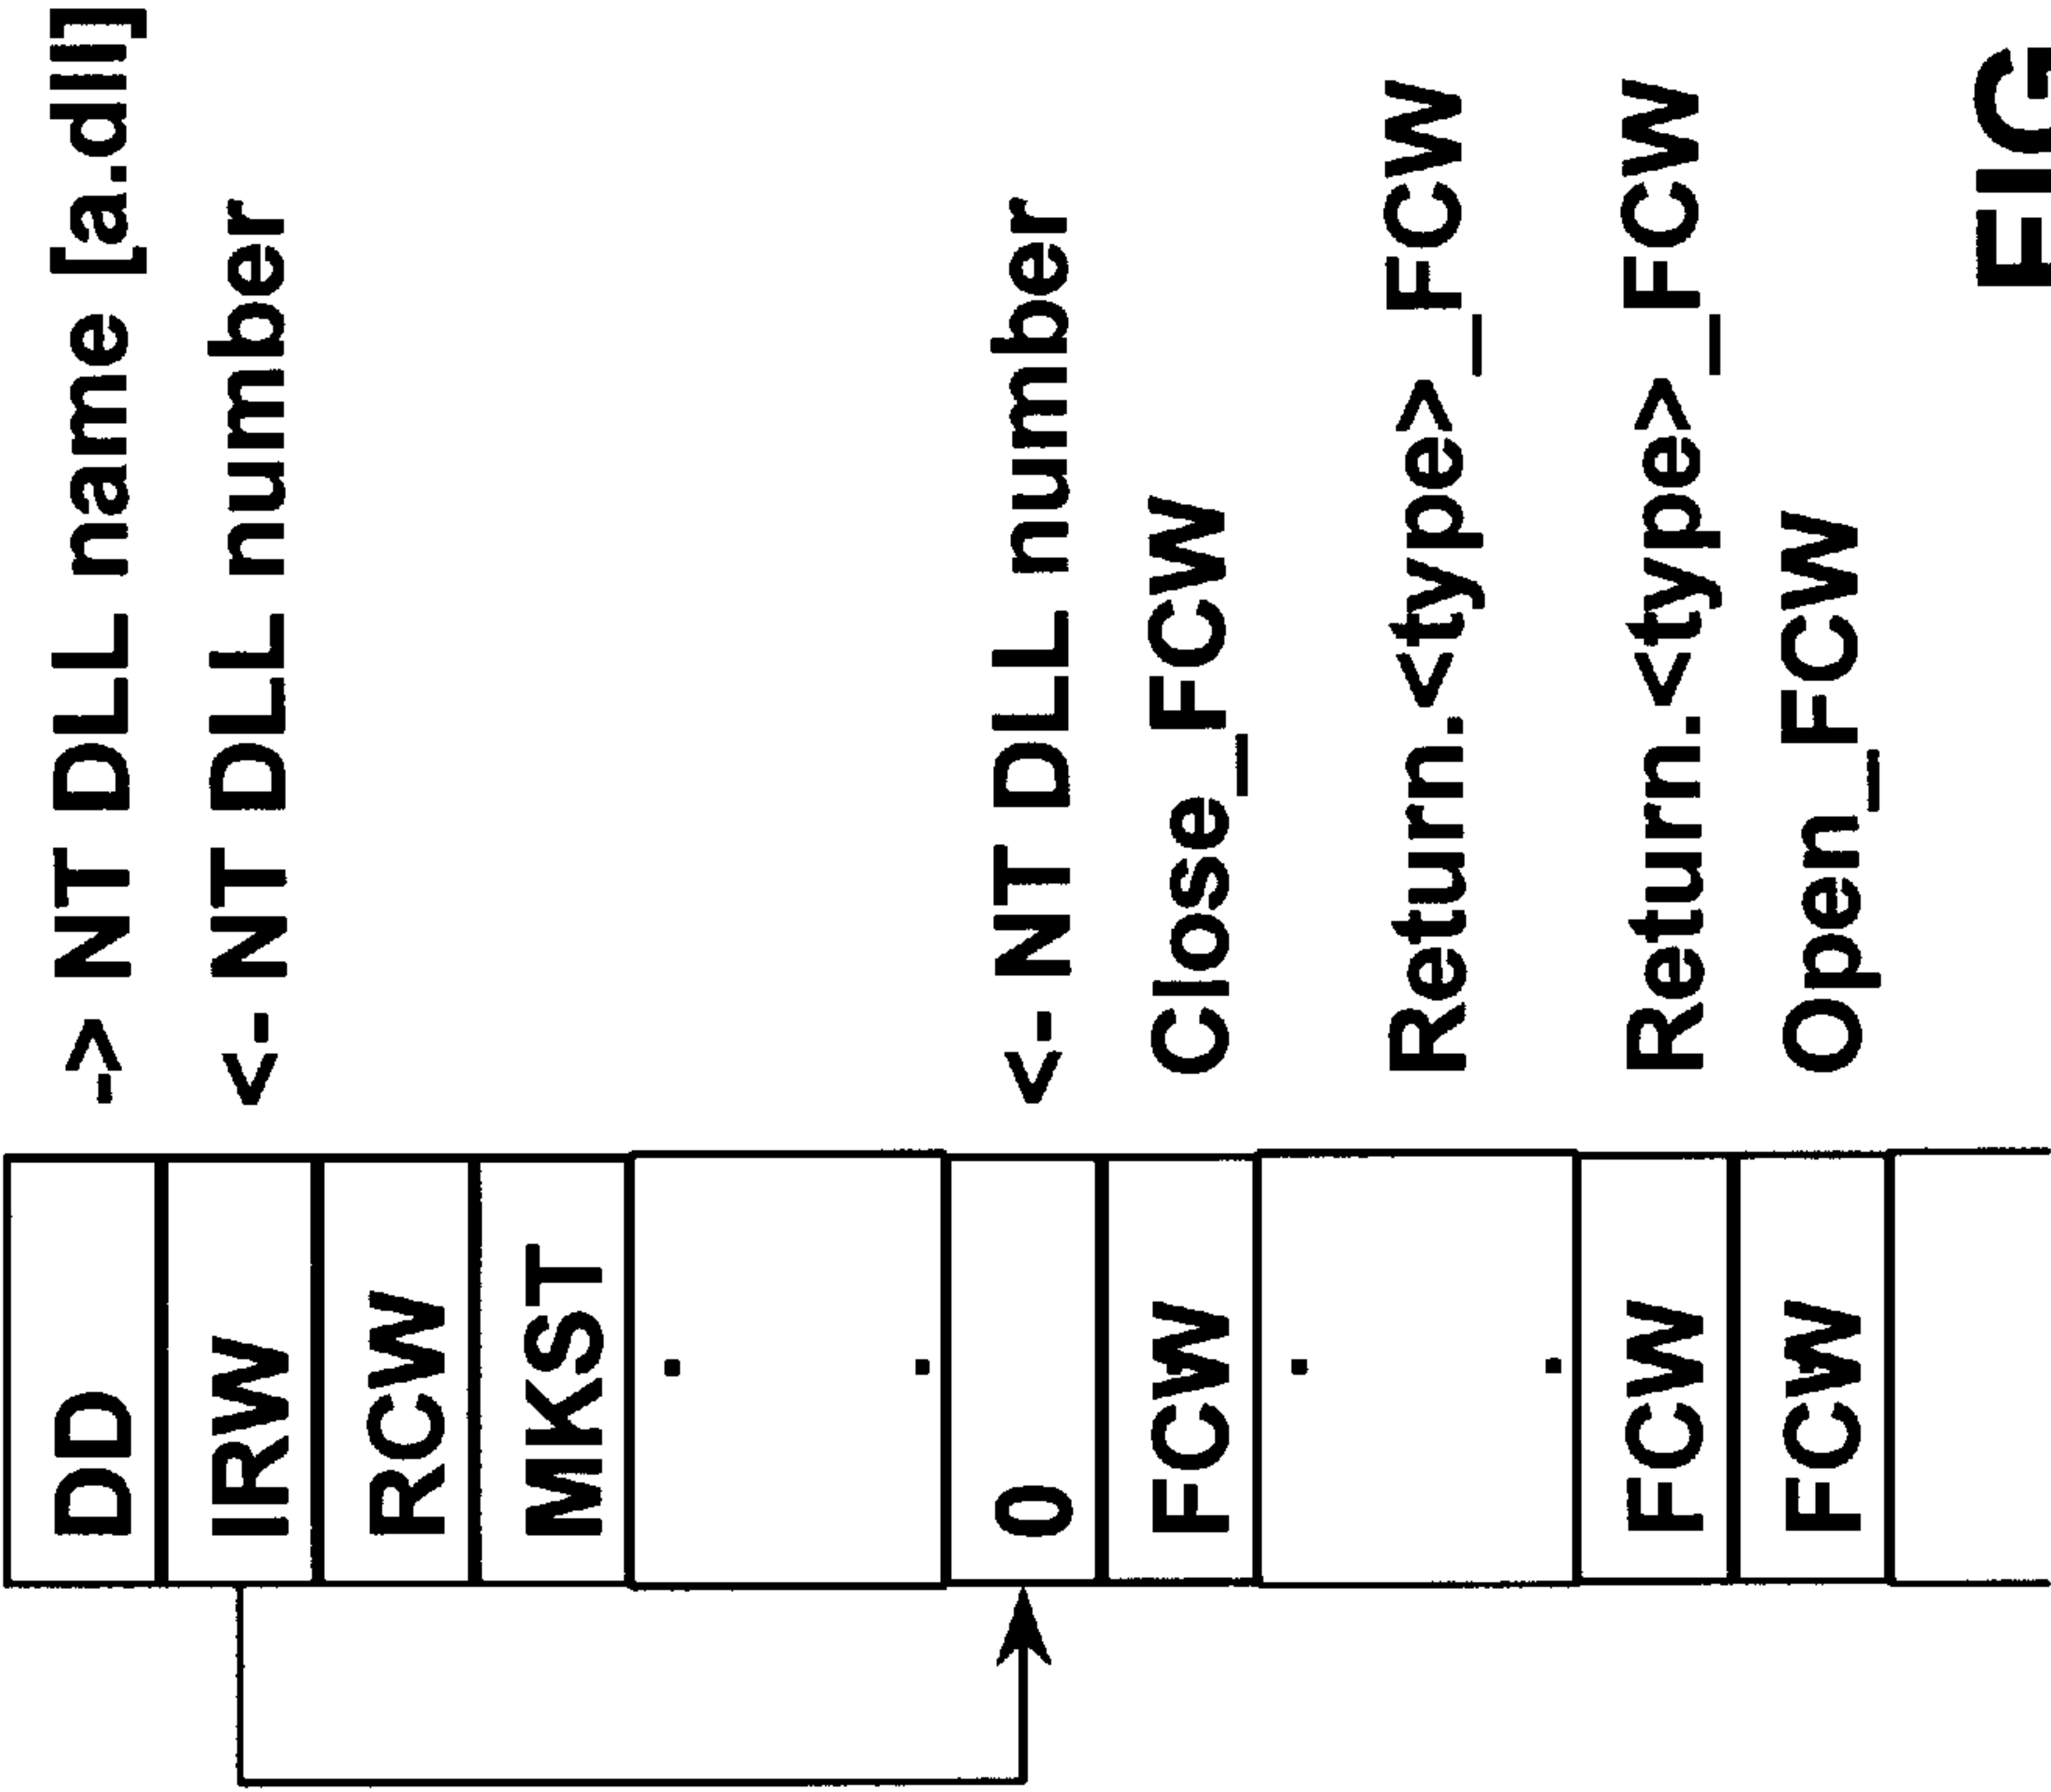 DD -> NT DLL name [a.dll]
IRW <- NT DLL number
RCW
MKST
.
.
0 <- NT DLL number
FCW Close_FCW
.
Return.<type>_FCW
.
FCW Return.<type>_FCW
FCW Open_FCW
FIG